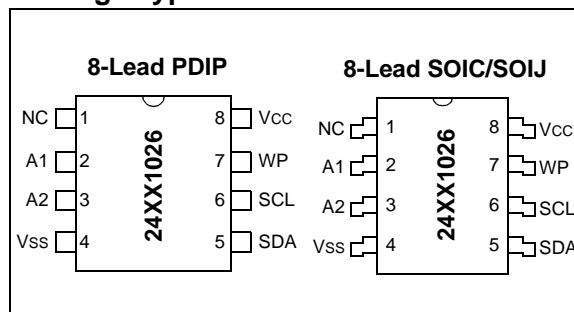 8-Lead PDIP
NC 1 8 VCC
A1 2 7 WP
A2 3 6 SCL
VSS 4 5 SDA
24XX1026
8-Lead SOIC/SOIJ
NC 1 8 VCC
A1 2 7 WP
A2 3 6 SCL
VSS 4 5 SDA
24XX1026